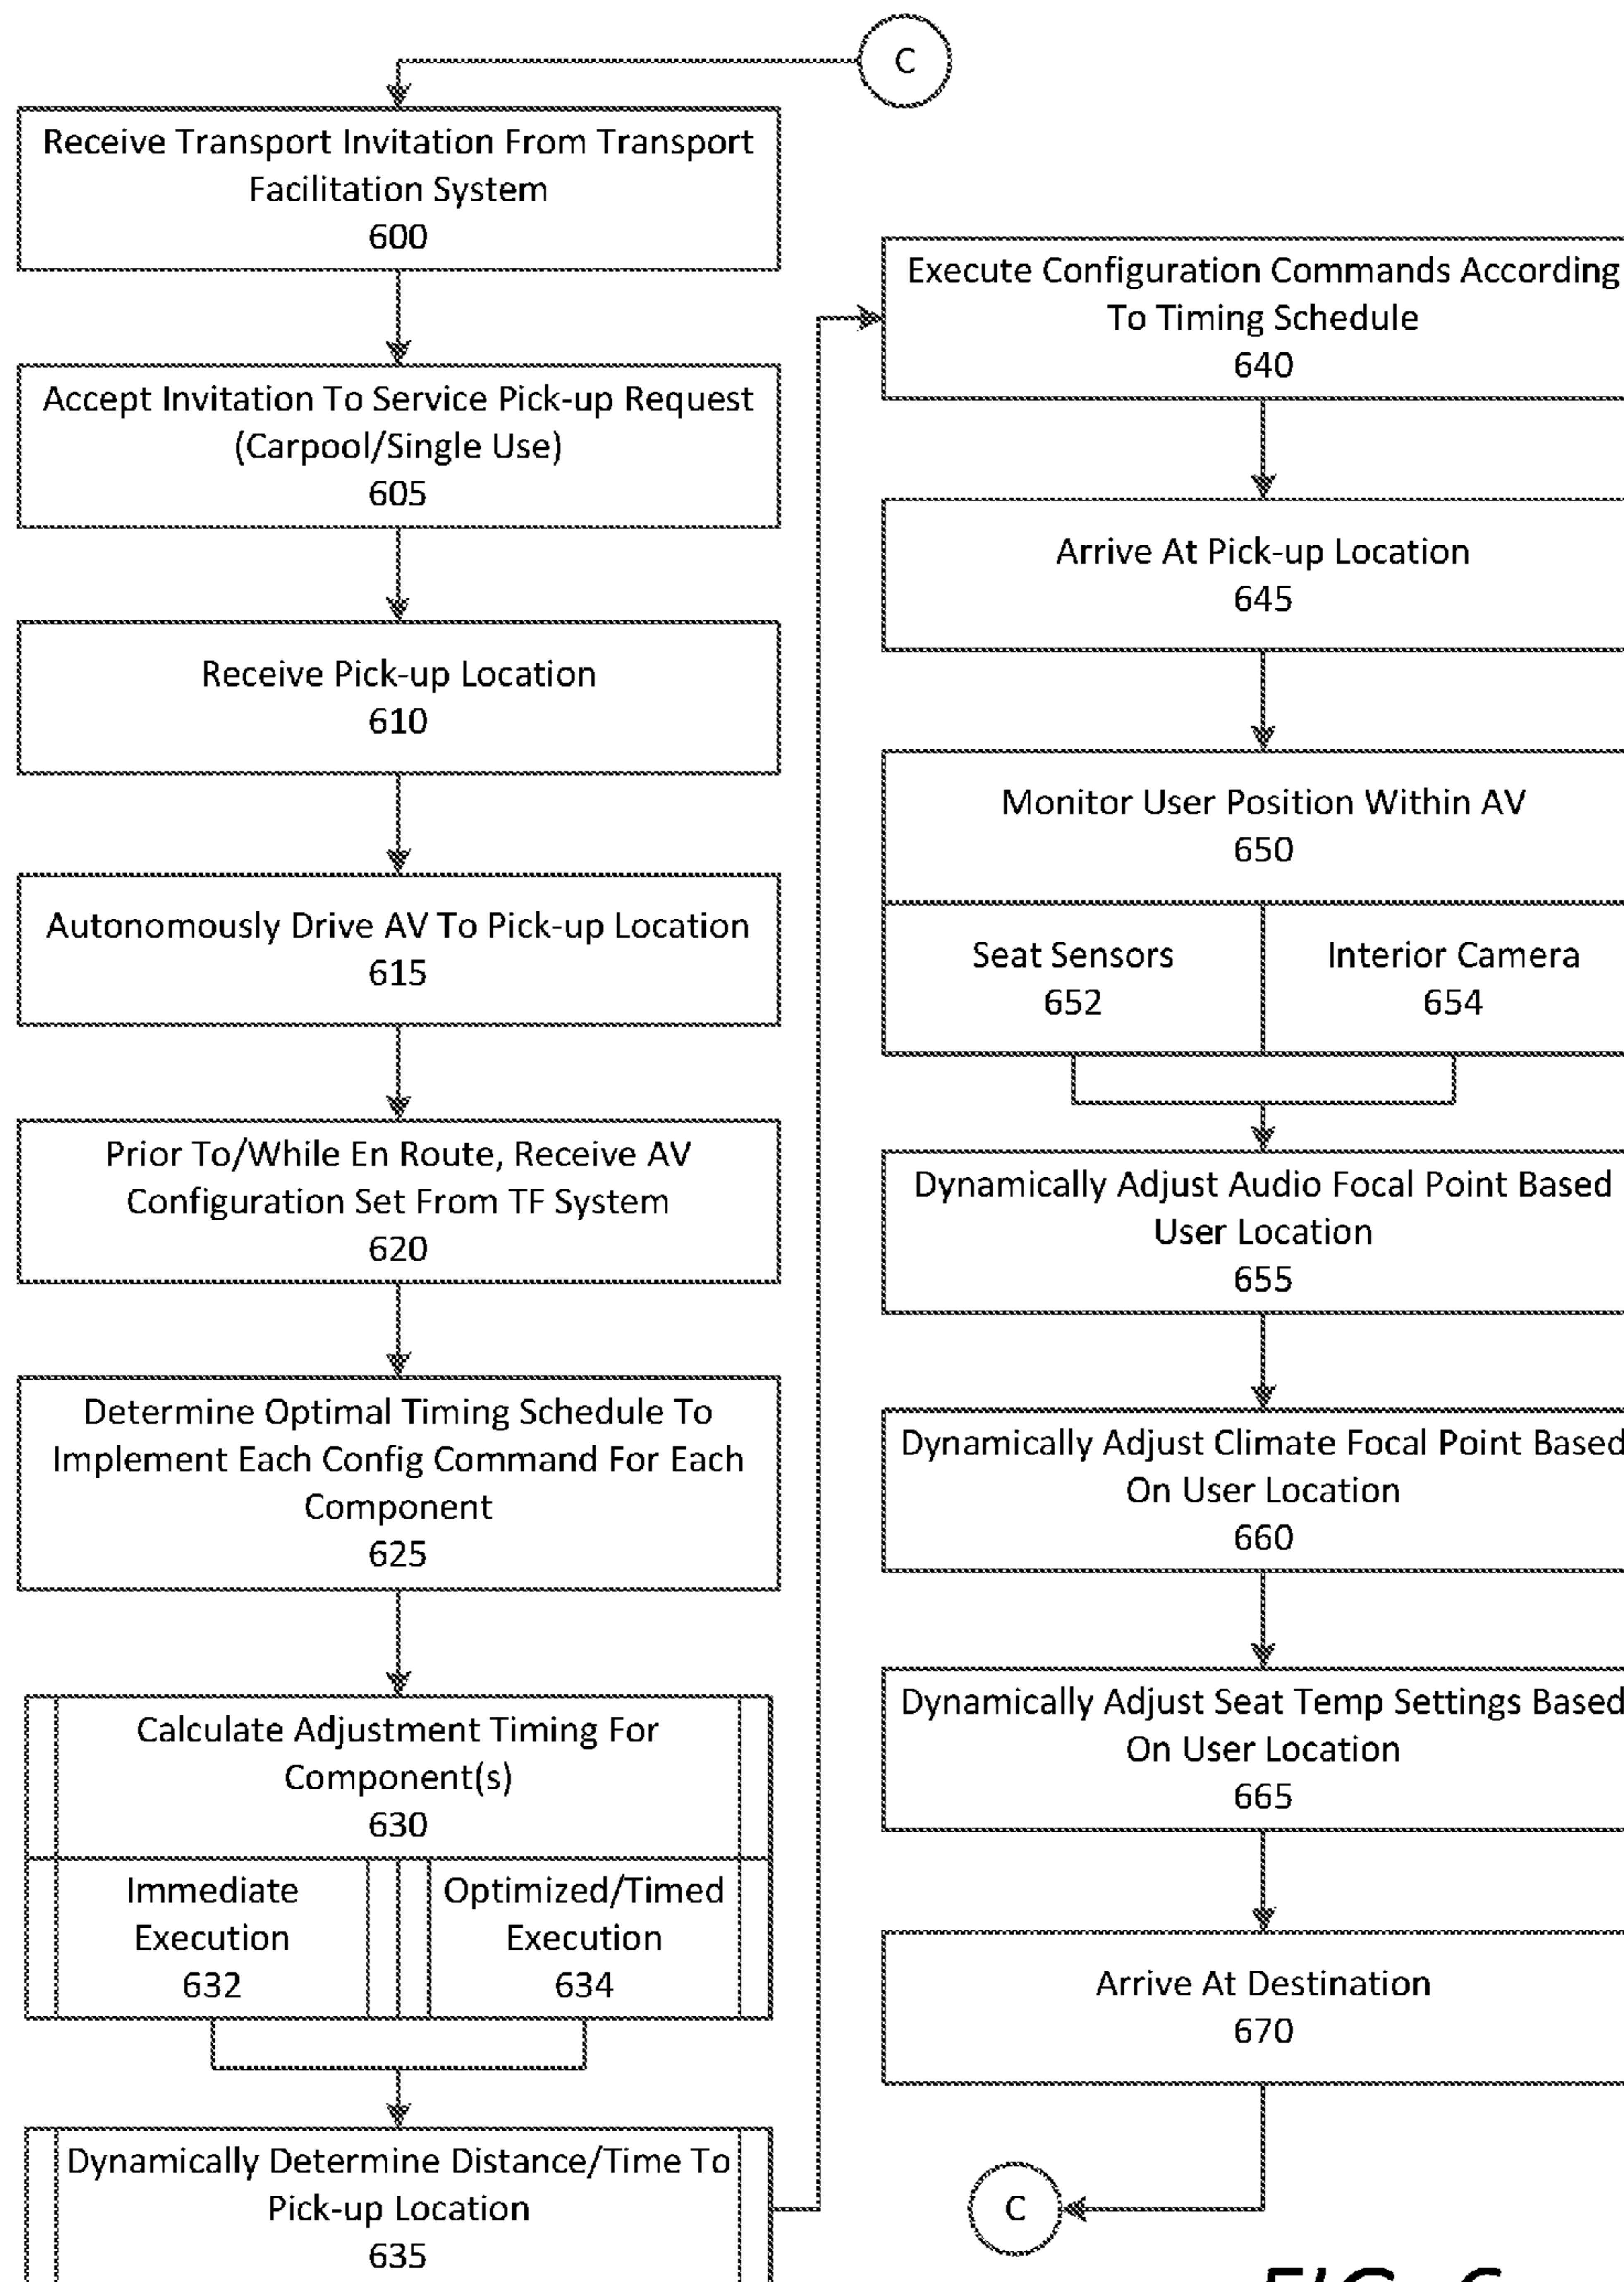 C
Receive Transport Invitation From Transport
Facilitation System
600
Accept Invitation To Service Pick-up Request
(Carpool/Single Use)
605
Receive Pick-up Location
610
Autonomously Drive AV To Pick-up Location
615
Prior To/While En Route, Receive AV
Configuration Set From TF System
620
Determine Optimal Timing Schedule To
Implement Each Config Command For Each
Component
625
Calculate Adjustment Timing For
Component(s)
630
Immediate
Execution
632
Optimized/Timed
Execution
634
Dynamically Determine Distance/Time To
Pick-up Location
635
Execute Configuration Commands According
To Timing Schedule
640
Arrive At Pick-up Location
645
Monitor User Position Within AV
650
Seat Sensors
652
Interior Camera
654
Dynamically Adjust Audio Focal Point Based
User Location
655
Dynamically Adjust Climate Focal Point Based
On User Location
660
Dynamically Adjust Seat Temp Settings Based
On User Location
665
Arrive At Destination
670
C
FIG. 6